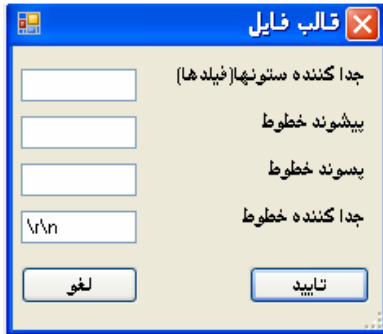 قالب فایل
جدا کننده ستونها(فیلدها)
پیشوند خطوط
پسوند خطوط
جدا کننده خطوط
\r\n
تایید
لغو